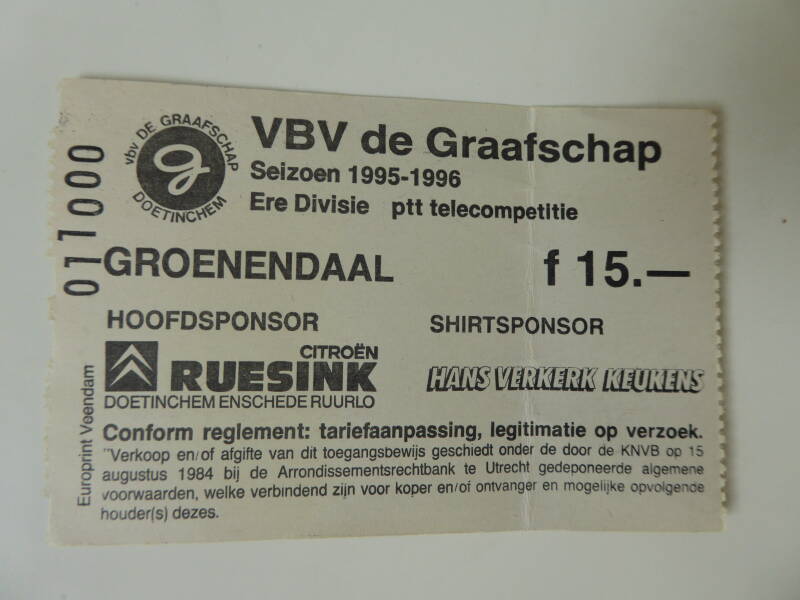 vbv DE GRAAFSCHAP
DOETINCHEM
VBV de Graafschap
Seizoen 1995-1996
Ere Divisie ptt telecompetitie
011000
GROENENDAAL f 15.—
HOOFDSPONSOR SHIRTSPONSOR
CITROËN
RUESINK HANS VERKERK KEUKENS
DOETINCHEM ENSCHEDE RUURLO
Europrint Veendam
Conform reglement: tariefaanpassing, legitimatie op verzoek.
"Verkoop en/of afgifte van dit toegangsbewijs geschiedt onder de door de KNVB op 15
augustus 1984 bij de Arrondissementsrechtbank te Utrecht gedeponeerde algemene
voorwaarden, welke verbindend zijn voor koper en/of ontvanger en mogelijke opvolgende
houder(s) dezes.